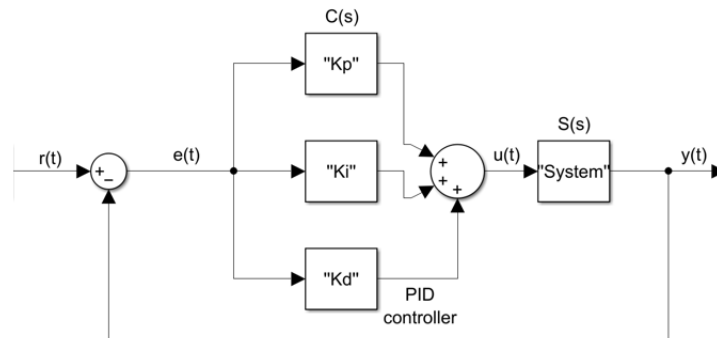 C(s)
"Kp"
r(t)
+
−
e(t)
"Ki"
+
+
+
u(t)
S(s)
"System"
y(t)
"Kd"
PID
controller